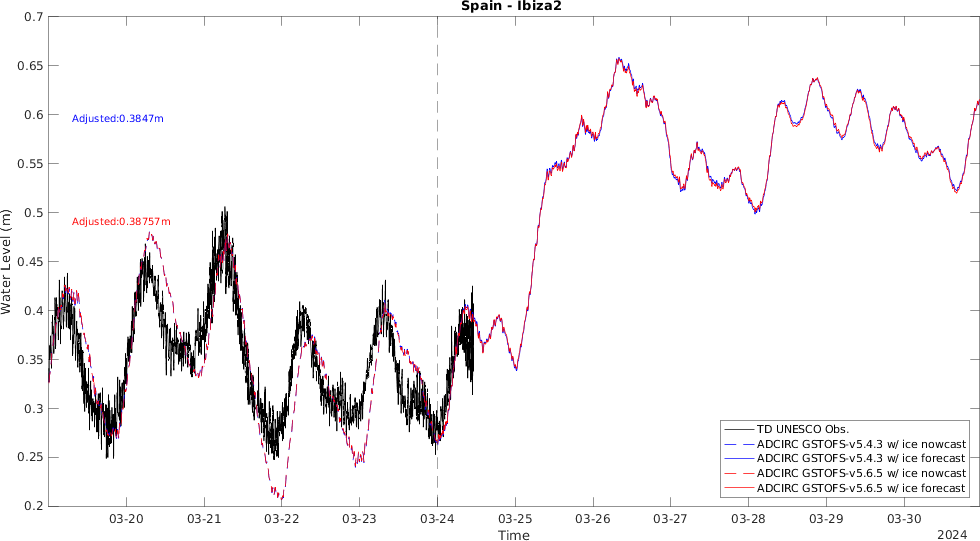 Spain - Ibiza2
0.7
0.65
0.6
0.55
0.5
0.45
0.4
0.35
0.3
0.25
0.2
Water Level (m)
Adjusted:0.3847m
Adjusted:0.38757m
TD UNESCO Obs.
ADCIRC GSTOFS-v5.4.3 w/ ice nowcast
ADCIRC GSTOFS-v5.4.3 w/ ice forecast
ADCIRC GSTOFS-v5.6.5 w/ ice nowcast
ADCIRC GSTOFS-v5.6.5 w/ ice forecast
03-20 03-21 03-22 03-23 03-24 03-25 03-26 03-27 03-28 03-29 03-30
Time
2024